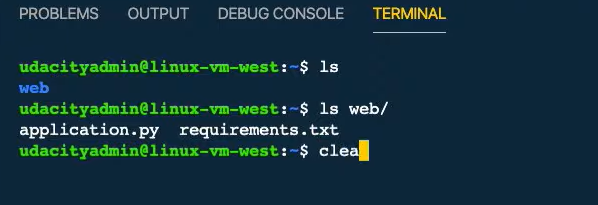 PROBLEMS OUTPUT DEBUG CONSOLE TERMINAL
udacityadmin@linux-vm-west:~$ ls
web
udacityadmin@linux-vm-west:~$ ls web/
application.py  requirements.txt
udacityadmin@linux-vm-west:~$ clea